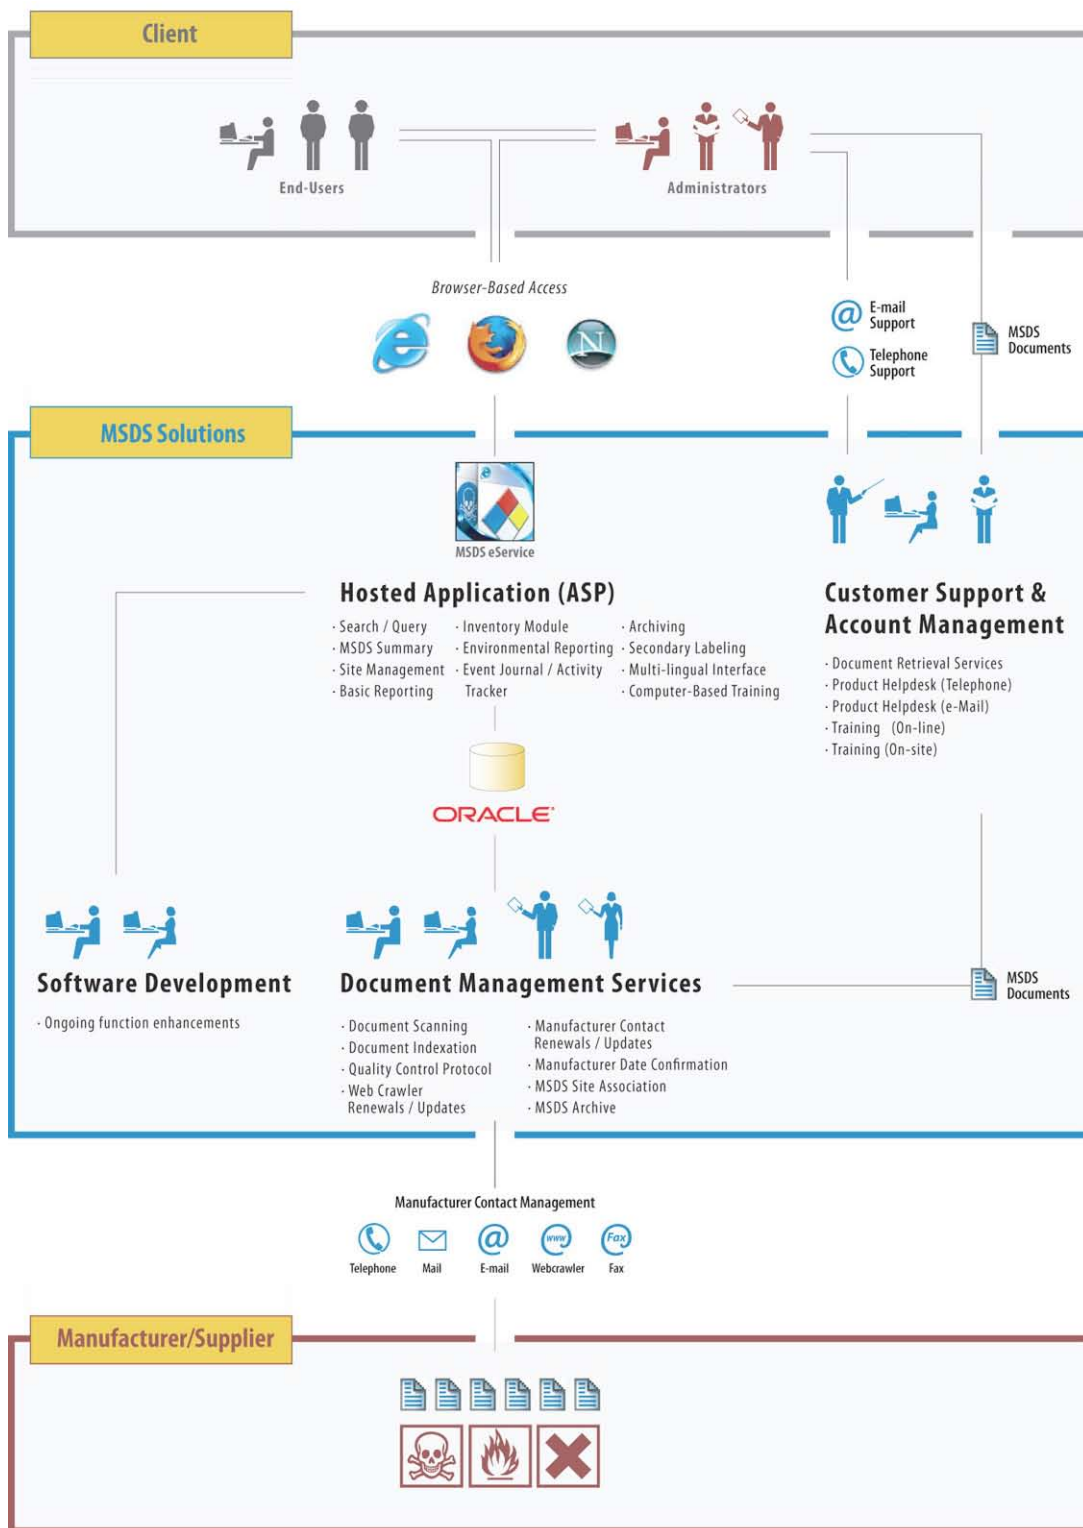 Client
End-Users
Administrators
Browser-Based Access
E-mail
Support
Telephone
Support
MSDS
Documents
N
MSDS Solutions
MSDS eService
Hosted Application (ASP)
· Search / Query
· MSDS Summary
· Site Management
· Basic Reporting
· Inventory Module
· Environmental Reporting
· Event Journal / Activity
Tracker
· Archiving
· Secondary Labeling
· Multi-lingual Interface
· Computer-Based Training
Customer Support &
Account Management
· Document Retrieval Services
· Product Helpdesk (Telephone)
· Product Helpdesk (e-Mail)
· Training (On-line)
· Training (On-site)
ORACLE
Software Development
· Ongoing function enhancements
Document Management Services
· Document Scanning
· Document Indexation
· Quality Control Protocol
· Web Crawler
Renewals / Updates
· Manufacturer Contact
Renewals / Updates
· Manufacturer Date Confirmation
· MSDS Site Association
· MSDS Archive
MSDS
Documents
Manufacturer Contact Management
www
Fax
Telephone
Mail
E-mail
Webcrawler
Fax
Manufacturer/Supplier